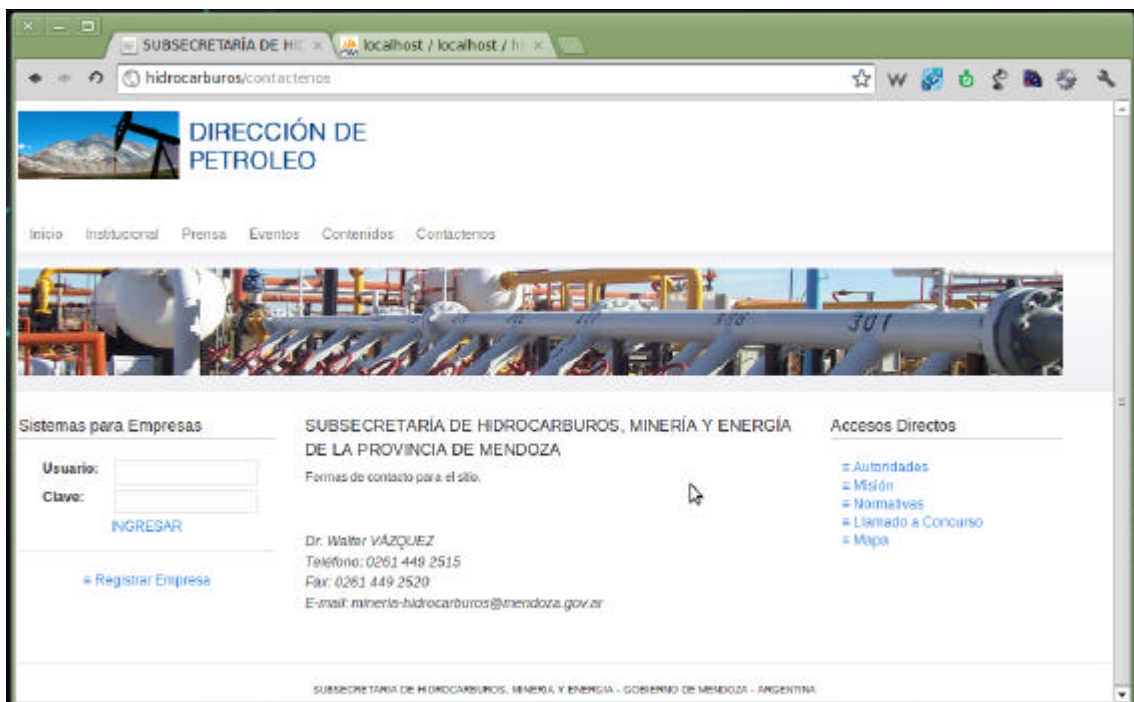 SUBSECRETARÍA DE HID
localhost / localhost / hi
hidrocarburos/contactenos
DIRECCIÓN DE
PETROLEO
Inicio Institucional Prensa Eventos Contenidos Contáctenos
301
Sistemas para Empresas
Usuario:
Clave:
INGRESAR
Registrar Empresa
SUBSECRETARÍA DE HIDROCARBUROS, MINERÍA Y ENERGÍA
DE LA PROVINCIA DE MENDOZA
Formas de contacto para el sitio.
Dr. Walter VÁZQUEZ
Teléfono: 0261 449 2515
Fax: 0261 449 2520
E-mail: mineria-hidrocarburos@mendoza.gov.ar
Accesos Directos
Autoridades
Misión
Normativas
Llamado a Concurso
Mapa
SUBSECRETARIA DE HIDROCARBUROS, MINERIA Y ENERGIA - GOBIERNO DE MENDOZA - ARGENTINA